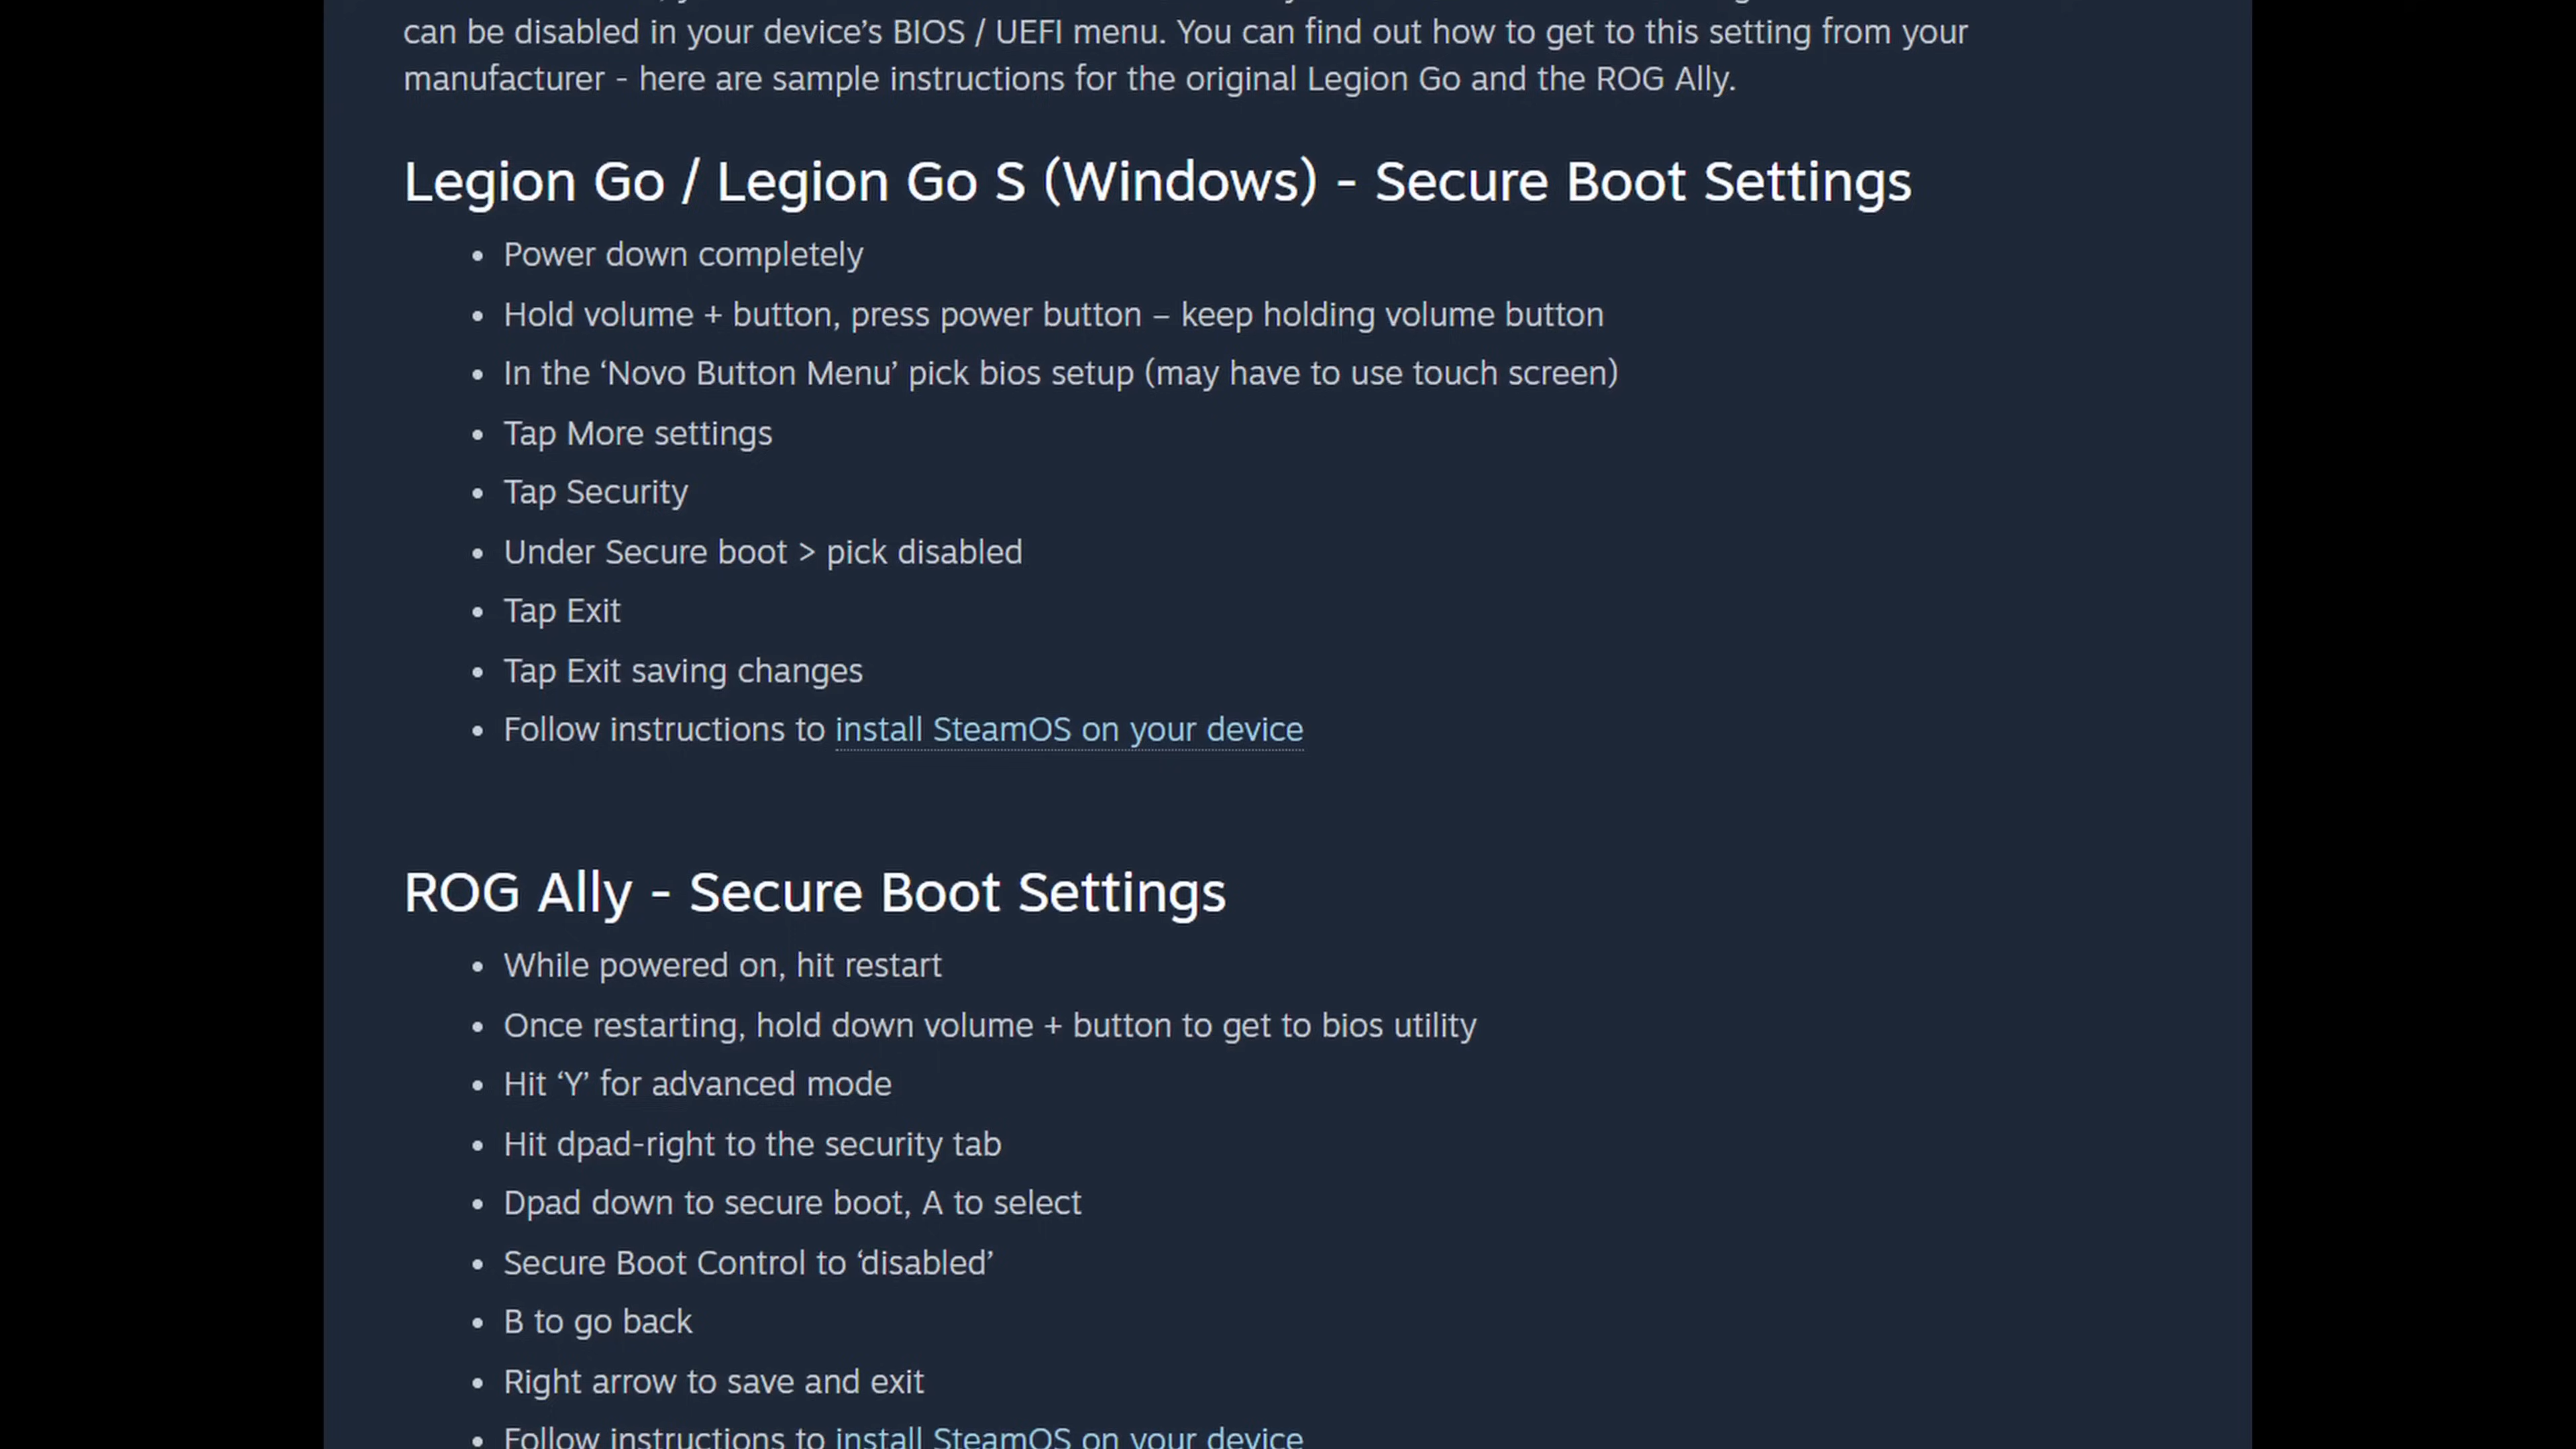 can be disabled in your device’s BIOS / UEFI menu. You can find out how to get to this setting from your
manufacturer - here are sample instructions for the original Legion Go and the ROG Ally.
Legion Go / Legion Go S (Windows) - Secure Boot Settings
• Power down completely
• Hold volume + button, press power button – keep holding volume button
• In the ‘Novo Button Menu’ pick bios setup (may have to use touch screen)
• Tap More settings
• Tap Security
• Under Secure boot > pick disabled
• Tap Exit
• Tap Exit saving changes
• Follow instructions to install SteamOS on your device
ROG Ally - Secure Boot Settings
• While powered on, hit restart
• Once restarting, hold down volume + button to get to bios utility
• Hit ‘Y’ for advanced mode
• Hit dpad-right to the security tab
• Dpad down to secure boot, A to select
• Secure Boot Control to ‘disabled’
• B to go back
• Right arrow to save and exit
• Follow instructions to install SteamOS on your device